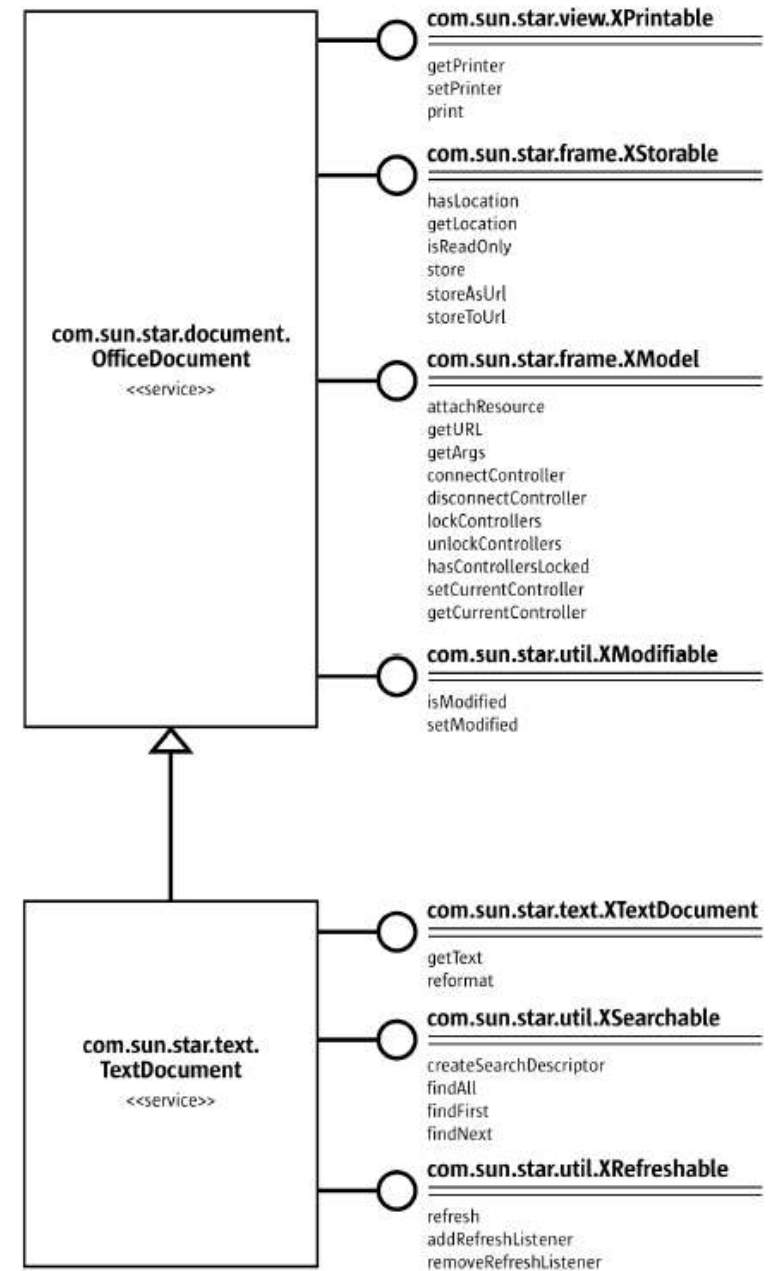 com.sun.star.view.XPrintable
getPrinter
setPrinter
print
com.sun.star.frame.XStorable
hasLocation
getLocation
isReadOnly
store
storeAsUrl
storeToUrl
com.sun.star.document.
OfficeDocument
<<service>>
com.sun.star.frame.XModel
attachResource
getURL
getArgs
connectController
disconnectController
lockControllers
unlockControllers
hasControllersLocked
setCurrentController
getCurrentController
com.sun.star.util.XModifiable
isModified
setModified
com.sun.star.text.XTextDocument
getText
reformat
com.sun.star.text.
TextDocument
<<service>>
com.sun.star.util.XSearchable
createSearchDescriptor
findAll
findFirst
findNext
com.sun.star.util.XRefreshable
refresh
addRefreshListener
removeRefreshListener